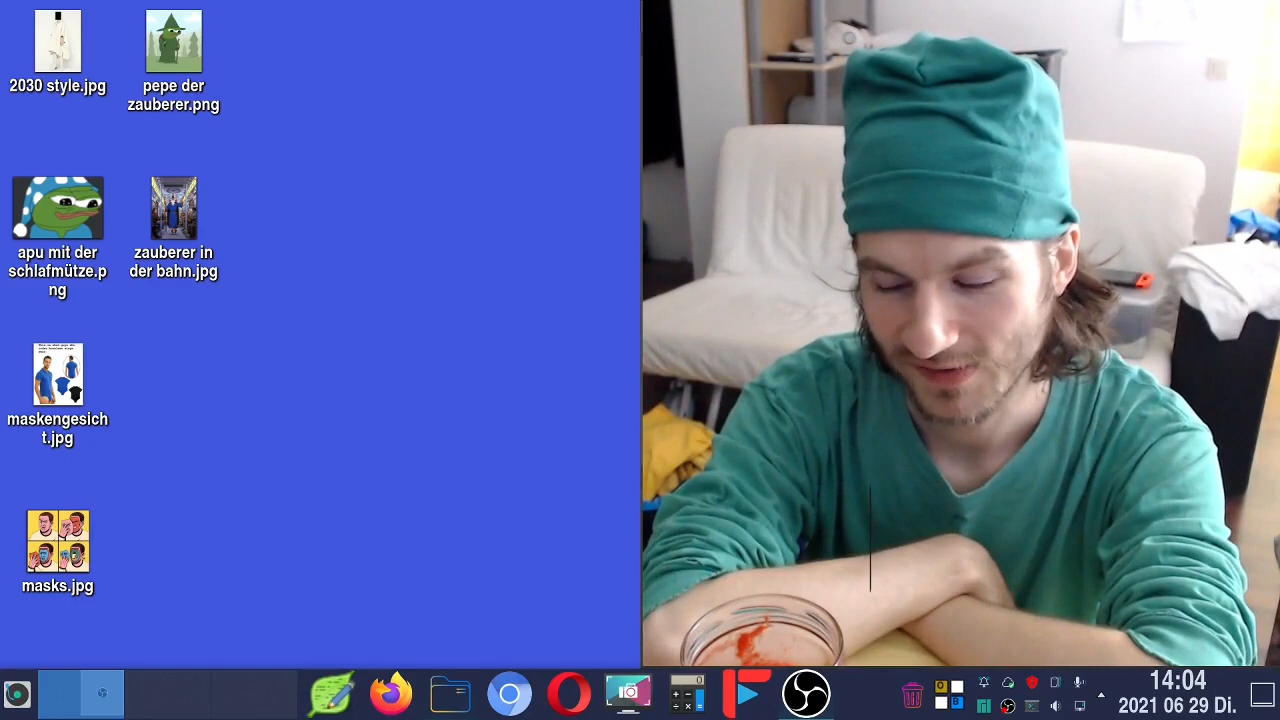 2030 style.jpg
pepe der
zauberer.png
apu mit der
schlafmütze.p
ng
zauberer in
der bahn.jpg
maskengesich
t.jpg
masks.jpg
14:04
2021 06 29 Di.